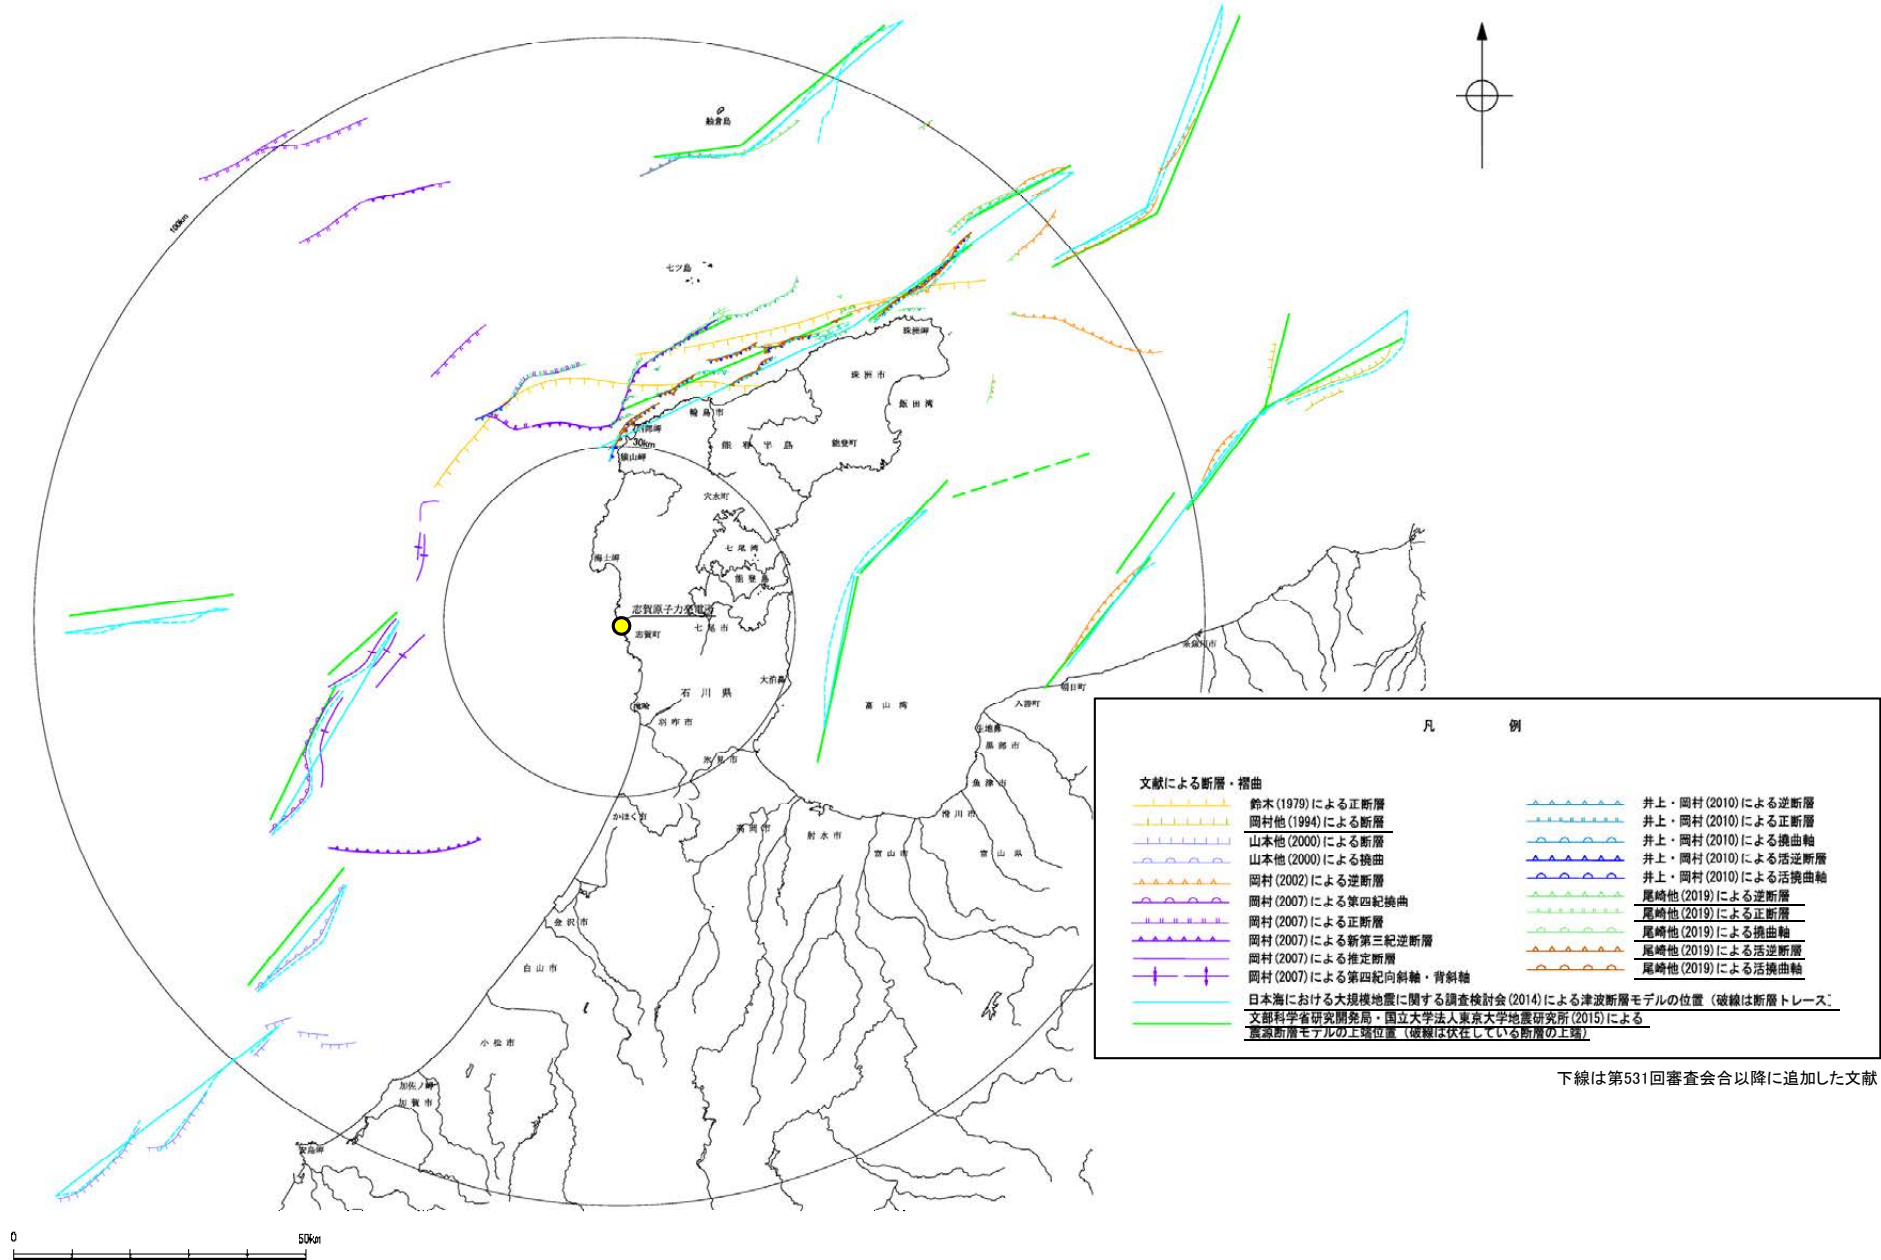 舳倉島
100km
七ツ島
珠洲岬
珠洲市
飯田湾
輪島市
能登半島
能登町
30km
猿山岬
穴水町
七尾湾
海士岬
能登島
志賀原子力発電所
七尾市
志賀町
糸魚川市
石川県
大泊鼻
朝日町
富山湾
入善町
滝崎
羽咋市
生地鼻
黒部市
氷見市
魚津市
かほく市
高岡市
射水市
滑川市
富山市
富山県
金沢市
白山市
小松市
加佐ノ岬
加賀市
安島岬
0
50km
凡例
文献による断層・褶曲
鈴木(1979)による正断層
岡村他(1994)による断層
山本他(2000)による断層
山本他(2000)による撓曲
岡村(2002)による逆断層
岡村(2007)による第四紀撓曲
岡村(2007)による正断層
岡村(2007)による新第三紀逆断層
岡村(2007)による推定断層
岡村(2007)による第四紀向斜軸・背斜軸
井上・岡村(2010)による逆断層
井上・岡村(2010)による正断層
井上・岡村(2010)による撓曲軸
井上・岡村(2010)による活逆断層
井上・岡村(2010)による活撓曲軸
尾崎他(2019)による逆断層
尾崎他(2019)による正断層
尾崎他(2019)による撓曲軸
尾崎他(2019)による活逆断層
尾崎他(2019)による活撓曲軸
日本海における大規模地震に関する調査検討会(2014)による津波断層モデルの位置（破線は断層トレース）
文部科学省研究開発局・国立大学法人東京大学地震研究所(2015)による
震源断層モデルの上端位置（破線は伏在している断層の上端）
下線は第531回審査会合以降に追加した文献